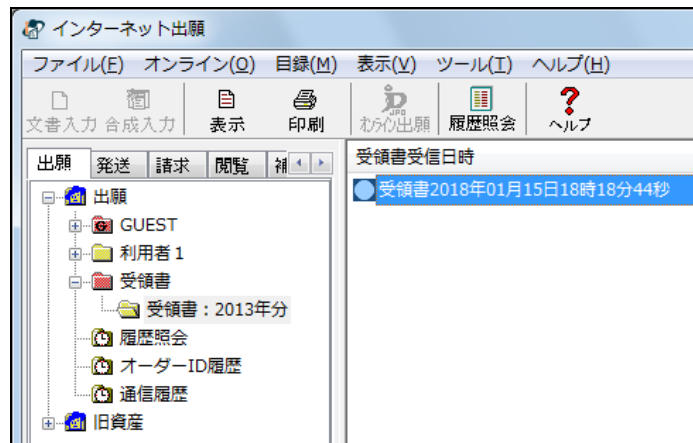 インターネット出願
ファイル(F) オンライン(O) 目録(M) 表示(V) ツール(T) ヘルプ(H)
文書入力 合成入力 表示 印刷 オンライン出願 履歴照会 ヘルプ
出願 発送 請求 閲覧
受領書受信日時
受領書2018年01月15日18時18分44秒
出願
GUEST
利用者1
受領書
受領書:2013年分
履歴照会
オーダーID履歴
通信履歴
旧資産